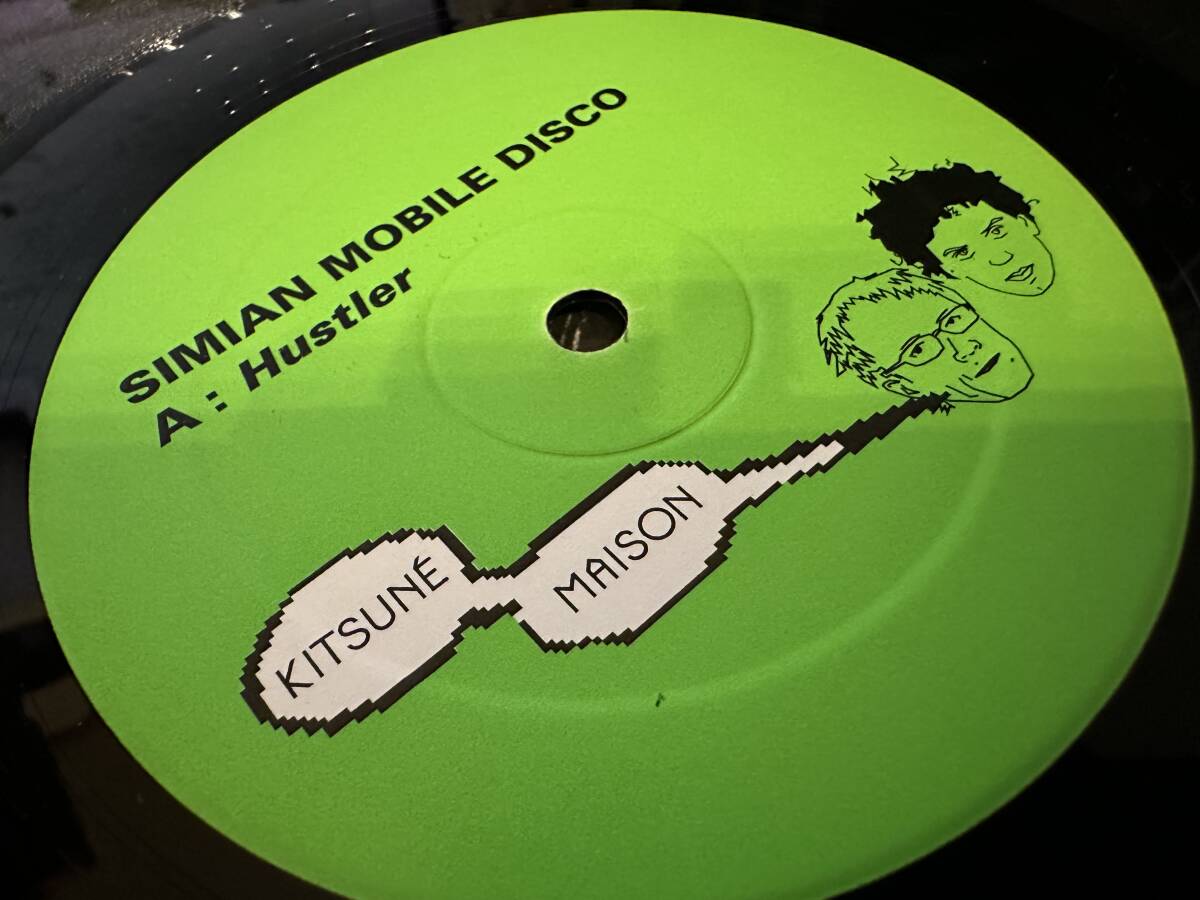 SIMIAN MOBILE DISCO
A : Hustler
KITSUNÉ
MAISON